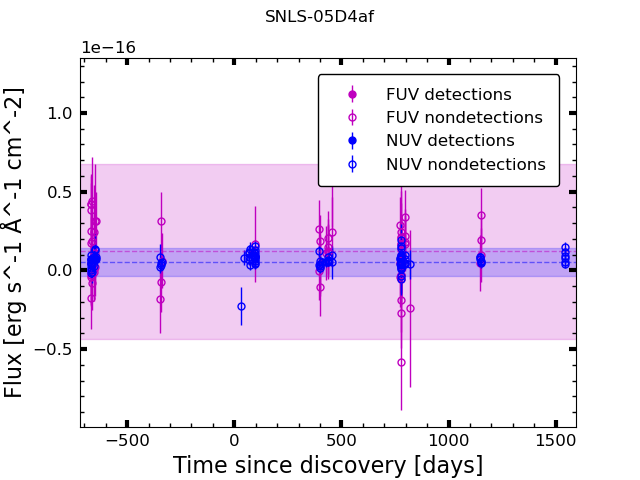 SNLS-05D4af
1e−16
FUV detections
FUV nondetections
NUV detections
NUV nondetections
1.0
0.5
0.0
−0.5
Flux [erg s^-1 Å^-1 cm^-2]
−500
0
500
1000
1500
Time since discovery [days]